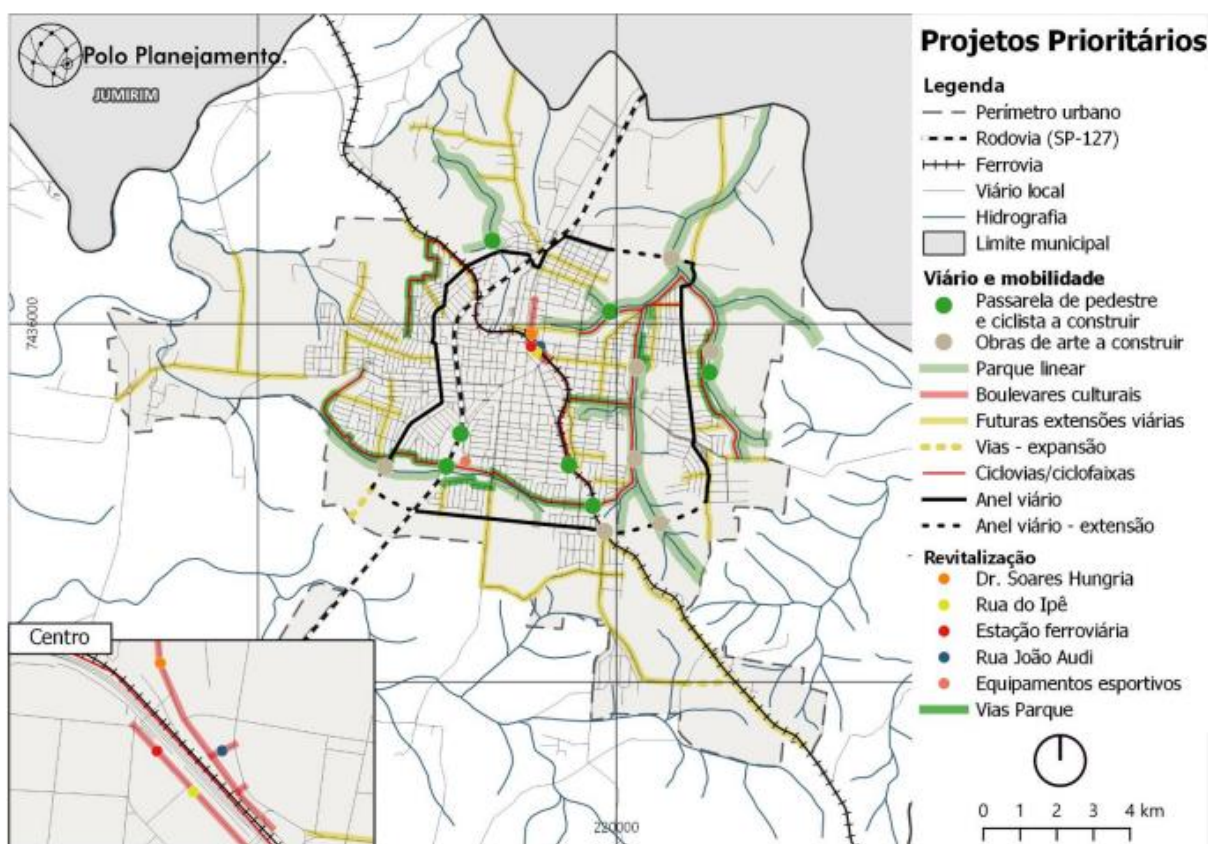 Polo Planejamento.
JUMIRIM
7436000
220000
Centro
Projetos Prioritários
Legenda
Perímetro urbano
Rodovia (SP-127)
Ferrovia
Viário local
Hidrografia
Limite municipal
Viário e mobilidade
Passarela de pedestre
e ciclista a construir
Obras de arte a construir
Parque linear
Boulevares culturais
Futuras extensões viárias
Vias - expansão
Ciclovias/ciclofaixas
Anel viário
Anel viário - extensão
Revitalização
Dr. Soares Hungria
Rua do Ipê
Estação ferroviária
Rua João Audi
Equipamentos esportivos
Vias Parque
0 1 2 3 4 km